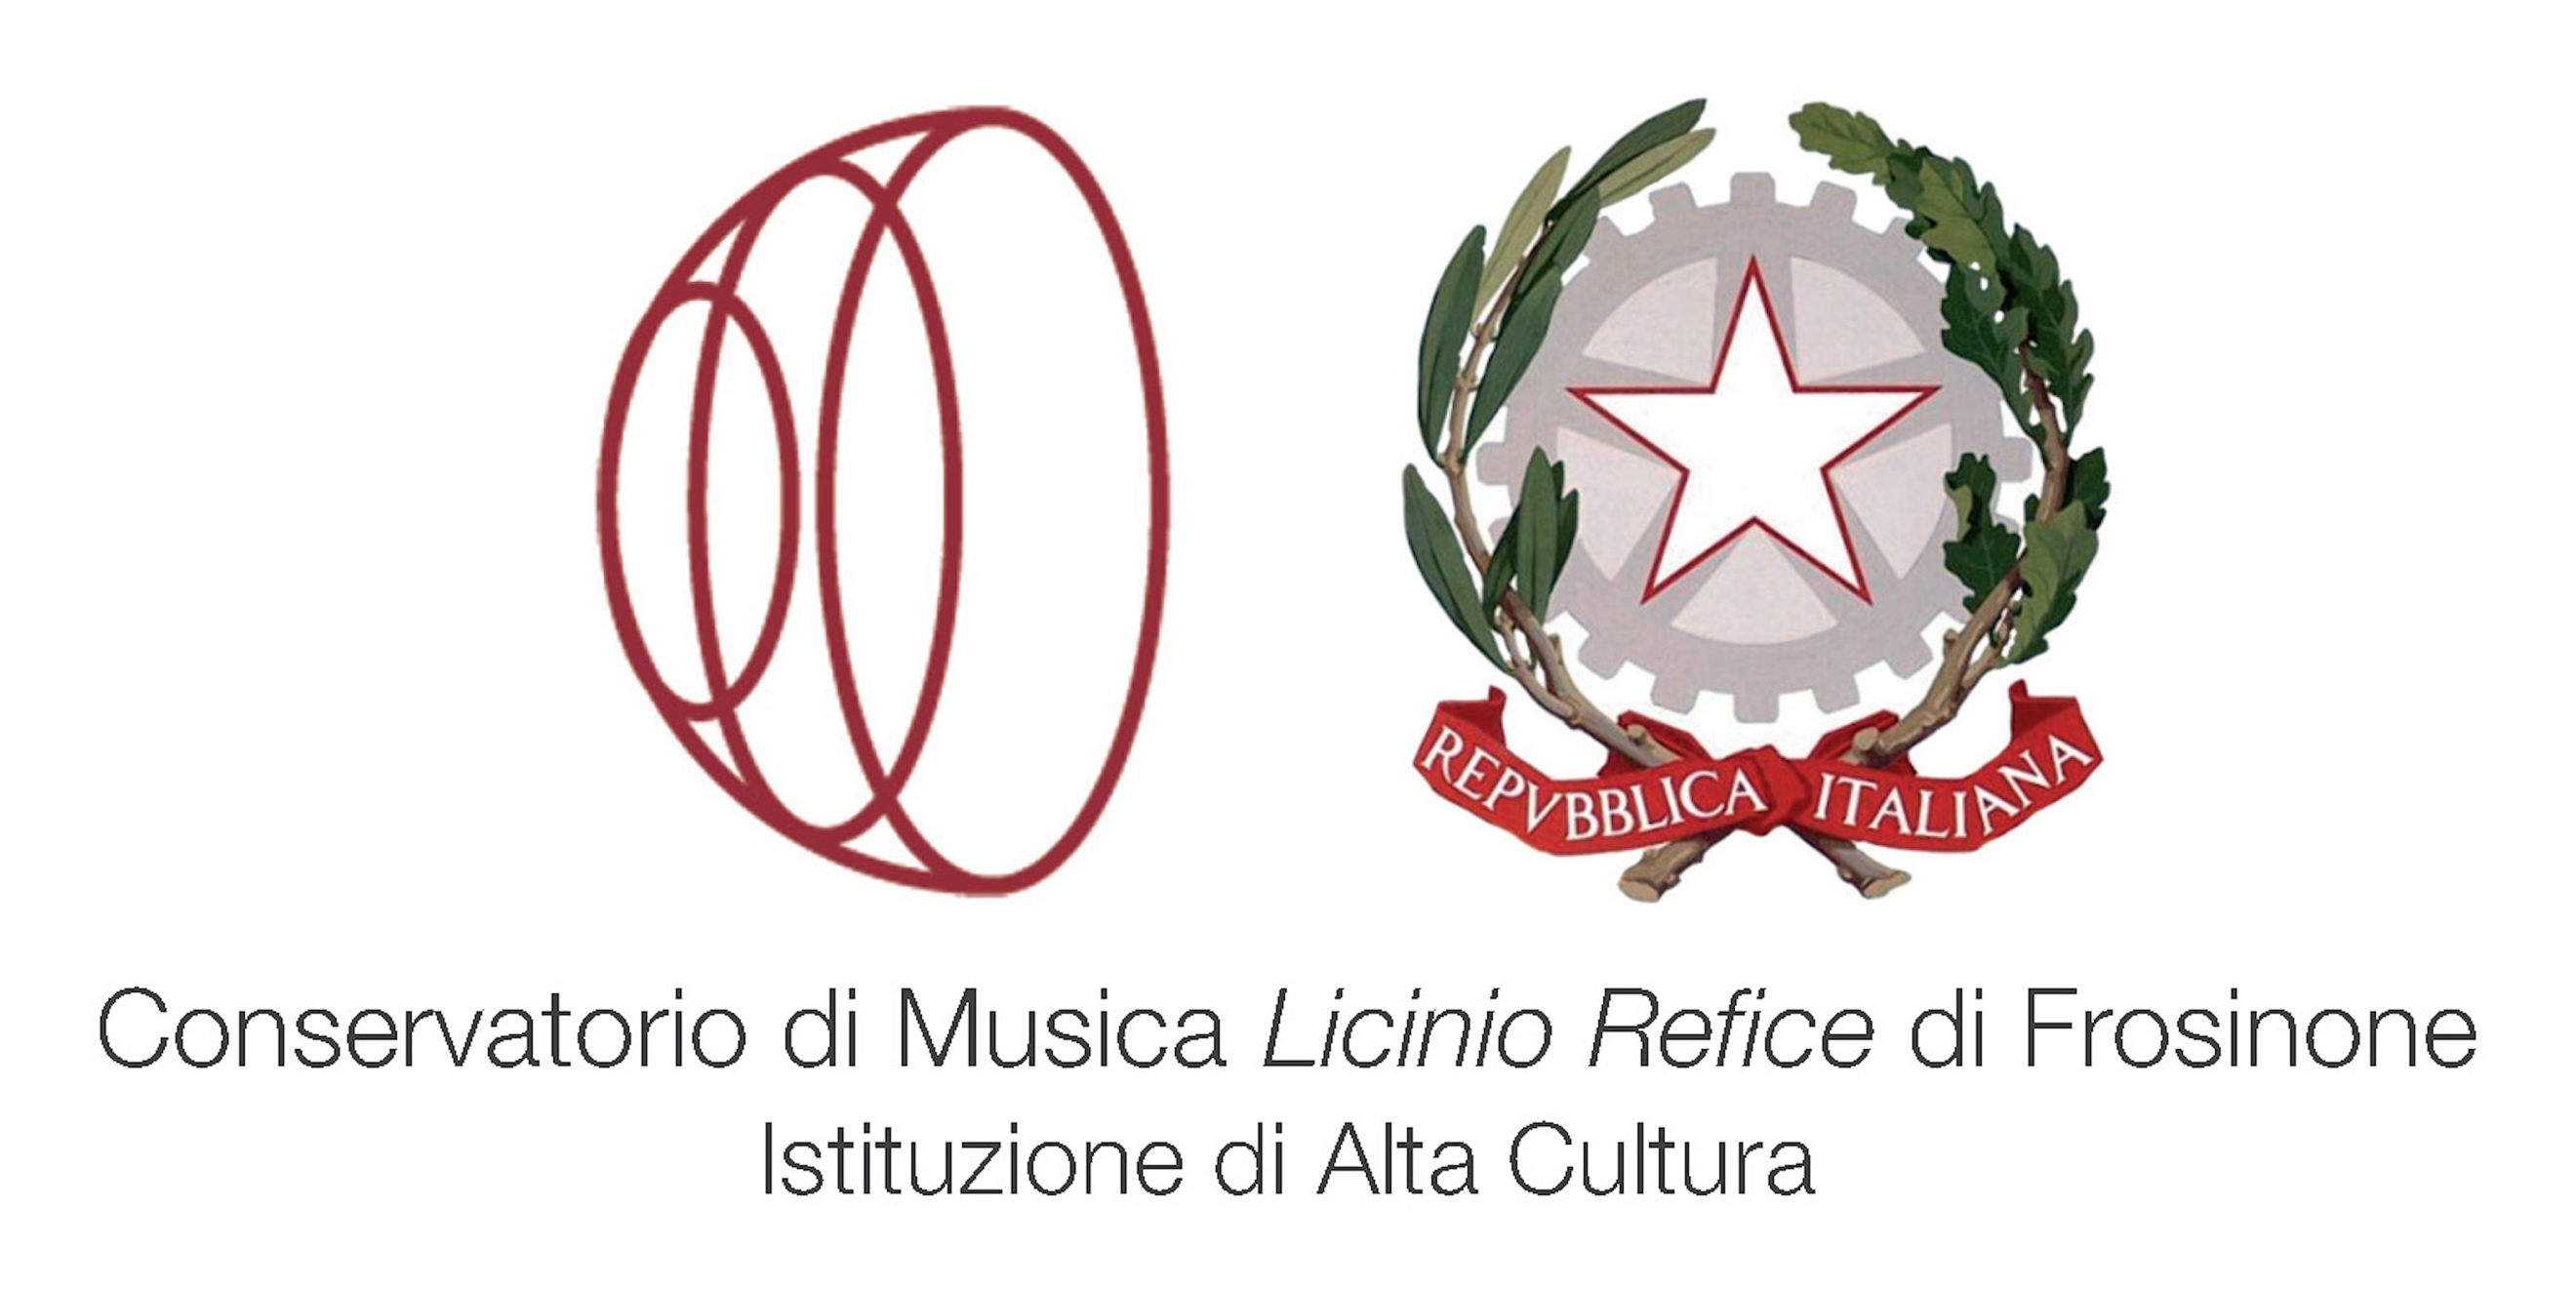 REPVBBLICA ITALIANA
Conservatorio di Musica Licinio Refice di Frosinone
Istituzione di Alta Cultura